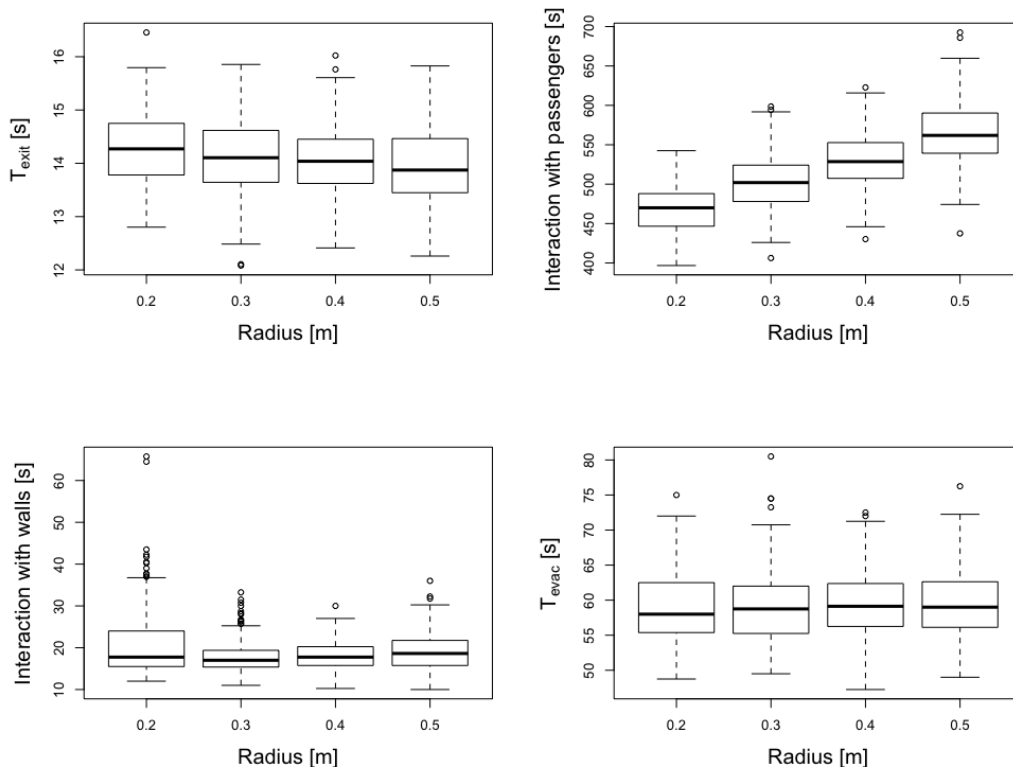 T_exit [s]
16
15
14
13
12
0.2 0.3 0.4 0.5
Radius [m]
Interaction with passengers [s]
700
650
600
550
500
450
400
0.2 0.3 0.4 0.5
Radius [m]
Interaction with walls [s]
60
50
40
30
20
10
0.2 0.3 0.4 0.5
Radius [m]
T_evac [s]
80
75
70
65
60
55
50
0.2 0.3 0.4 0.5
Radius [m]